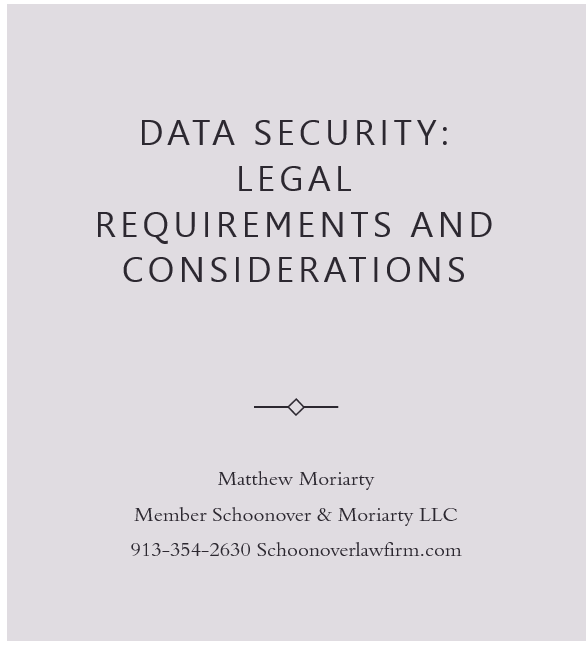 DATA SECURITY:
LEGAL
REQUIREMENTS AND
CONSIDERATIONS
Matthew Moriarty
Member Schoonover & Moriarty LLC
913-354-2630 Schoonoverlawfirm.com